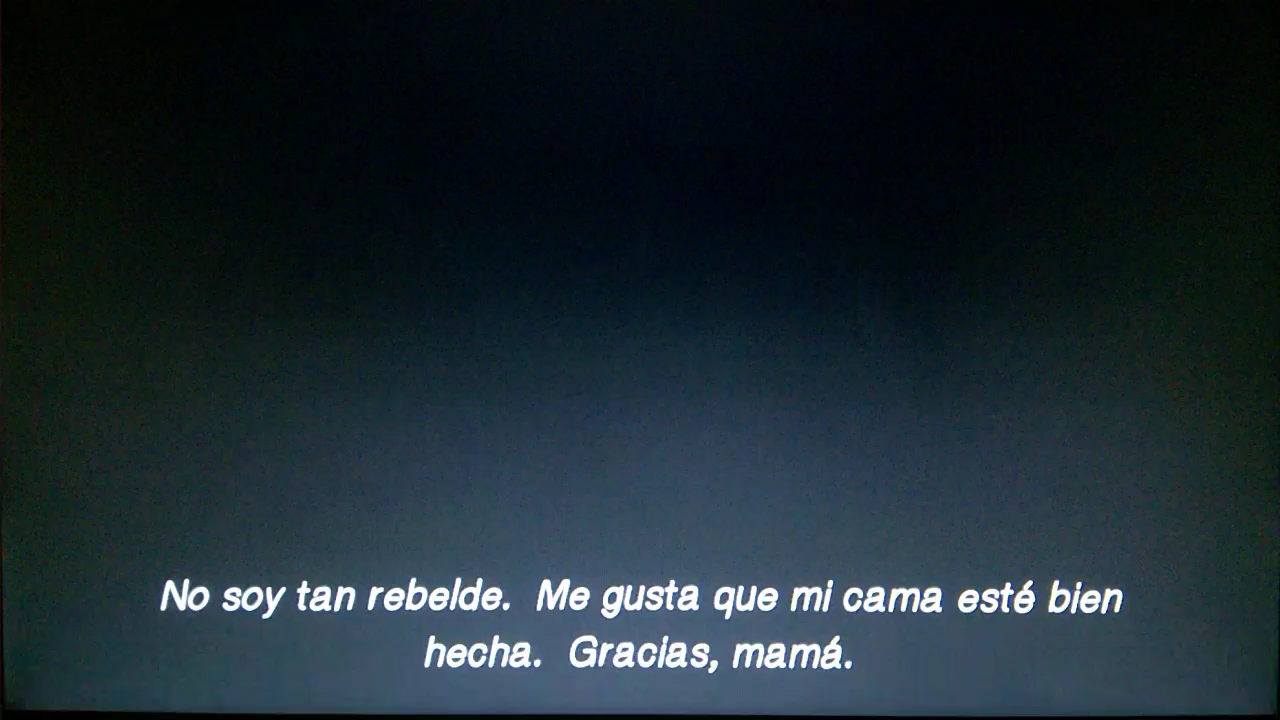 No soy tan rebelde. Me gusta que mi cama esté bien
hecha. Gracias, mamá.